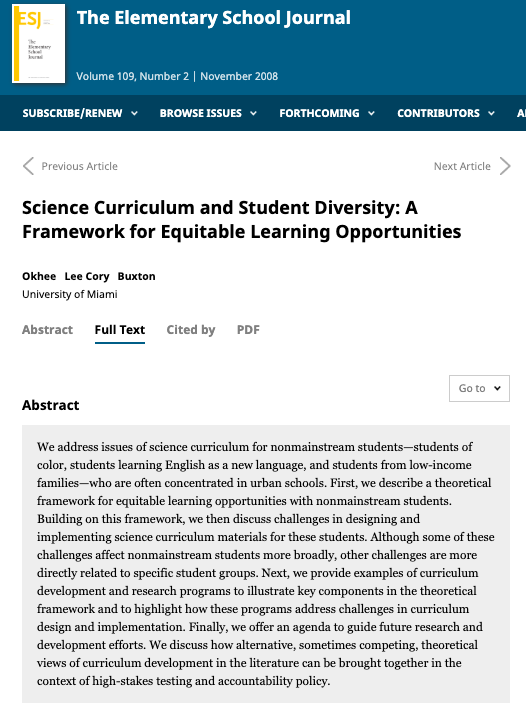 ESJ
The
Elementary
School
Journal
The Elementary School Journal
Volume 109, Number 2 | November 2008
SUBSCRIBE/RENEW BROWSE ISSUES FORTHCOMING CONTRIBUTORS A
Previous Article Next Article
Science Curriculum and Student Diversity: A
Framework for Equitable Learning Opportunities
Okhee Lee Cory Buxton
University of Miami
Abstract Full Text Cited by PDF
Go to
Abstract
We address issues of science curriculum for nonmainstream students—students of
color, students learning English as a new language, and students from low-income
families—who are often concentrated in urban schools. First, we describe a theoretical
framework for equitable learning opportunities with nonmainstream students.
Building on this framework, we then discuss challenges in designing and
implementing science curriculum materials for these students. Although some of these
challenges affect nonmainstream students more broadly, other challenges are more
directly related to specific student groups. Next, we provide examples of curriculum
development and research programs to illustrate key components in the theoretical
framework and to highlight how these programs address challenges in curriculum
design and implementation. Finally, we offer an agenda to guide future research and
development efforts. We discuss how alternative, sometimes competing, theoretical
views of curriculum development in the literature can be brought together in the
context of high-stakes testing and accountability policy.